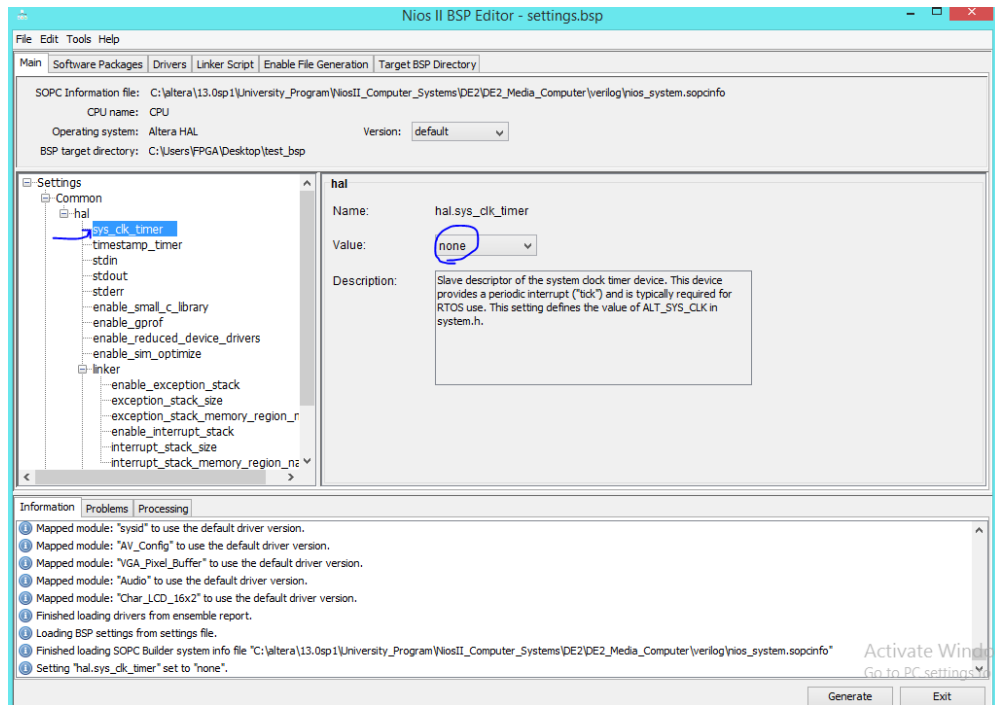 Nios II BSP Editor - settings.bsp
File Edit Tools Help
Main Software Packages Drivers Linker Script Enable File Generation Target BSP Directory
SOPC Information file: C:\altera\13.0sp1\University_Program\NiosII_Computer_Systems\DE2\DE2_Media_Computer\verilog\nios_system.sopcinfo
CPU name: CPU
Operating system: Altera HAL Version: default
BSP target directory: C:\Users\FPGA\Desktop\test_bsp
Settings
Common
hal
sys_clk_timer
timestamp_timer
stdin
stdout
stderr
enable_small_c_library
enable_gprof
enable_reduced_device_drivers
enable_sim_optimize
linker
enable_exception_stack
exception_stack_size
exception_stack_memory_region_n
enable_interrupt_stack
interrupt_stack_size
interrupt_stack_memory_region_na
hal
Name: hal.sys_clk_timer
Value: none
Description: Slave descriptor of the system clock timer device. This device
provides a periodic interrupt ("tick") and is typically required for
RTOS use. This setting defines the value of ALT_SYS_CLK in
system.h.
Information Problems Processing
Mapped module: "sysid" to use the default driver version.
Mapped module: "AV_Config" to use the default driver version.
Mapped module: "VGA_Pixel_Buffer" to use the default driver version.
Mapped module: "Audio" to use the default driver version.
Mapped module: "Char_LCD_16x2" to use the default driver version.
Finished loading drivers from ensemble report.
Loading BSP settings from settings file.
Finished loading SOPC Builder system info file "C:\altera\13.0sp1\University_Program\NiosII_Computer_Systems\DE2\DE2_Media_Computer\verilog\nios_system.sopcinfo"
Setting "hal.sys_clk_timer" set to "none".
Activate Windo
Go to PC settings to
Generate Exit